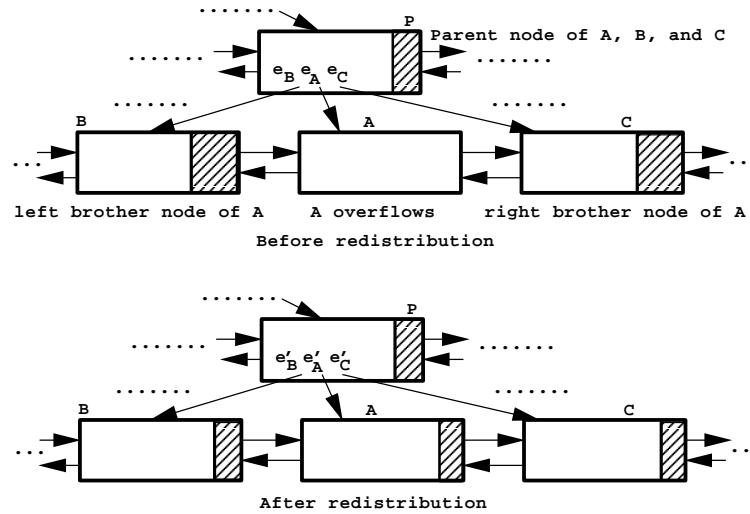 P
Parent node of A, B, and C
e_B e_A e_C
B
A
C
left brother node of A
A overflows
right brother node of A
Before redistribution
P
e'_B e'_A e'_C
B
A
C
After redistribution